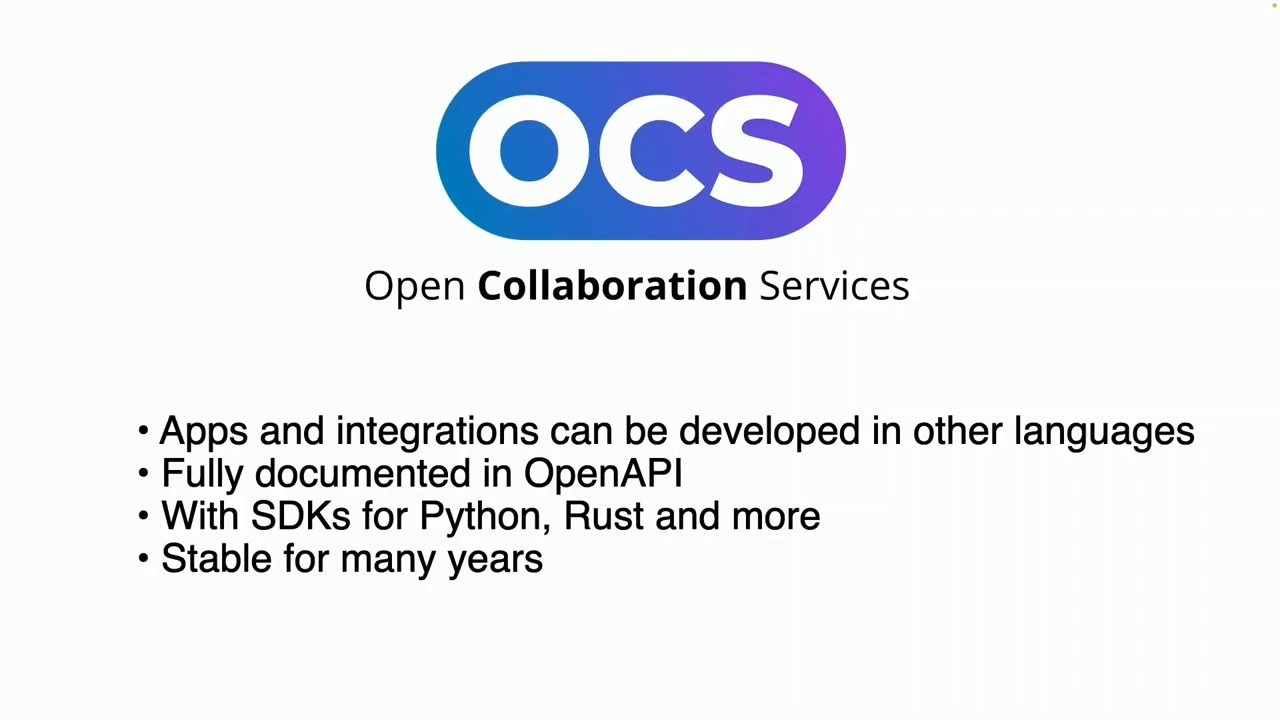 OCS
Open Collaboration Services
• Apps and integrations can be developed in other languages
• Fully documented in OpenAPI
• With SDKs for Python, Rust and more
• Stable for many years